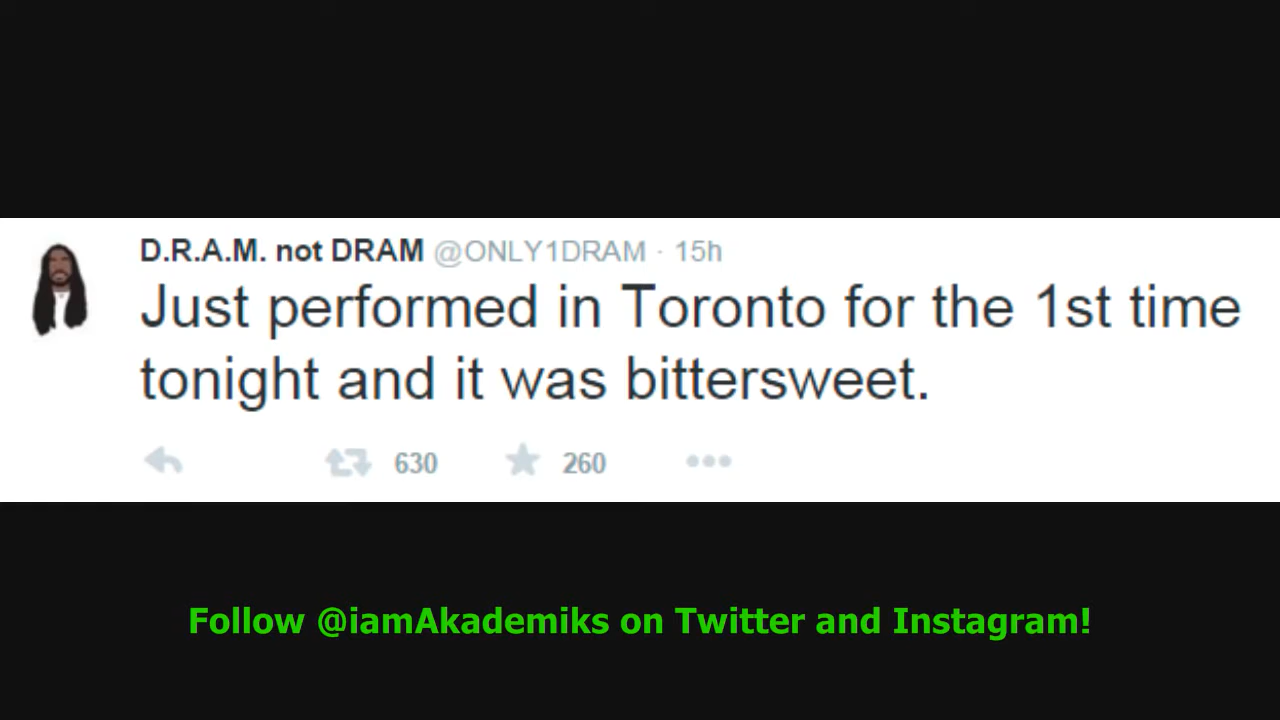 D.R.A.M. not DRAM @ONLY1DRAM · 15h
Just performed in Toronto for the 1st time
tonight and it was bittersweet.
630 260
Follow @iamAkademiks on Twitter and Instagram!